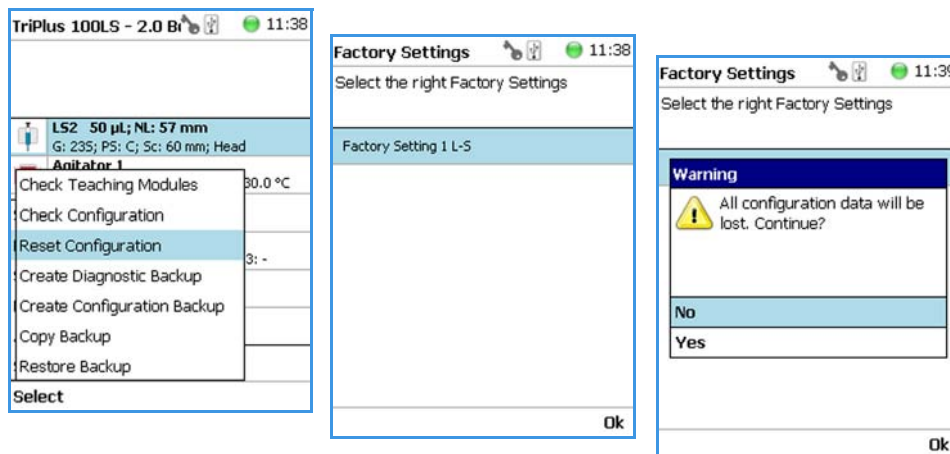 TriPlus 100LS - 2.0 B
11:38
LS2 50 µL; NL: 57 mm
G: 23S; PS: C; Sc: 60 mm; Head
Agitator 1
30.0 °C
Check Teaching Modules
Check Configuration
Reset Configuration
3: -
Create Diagnostic Backup
Create Configuration Backup
Copy Backup
Restore Backup
Select
Factory Settings
11:38
Select the right Factory Settings
Factory Setting 1 L-S
Ok
Factory Settings
11:39
Select the right Factory Settings
Warning
All configuration data will be
lost. Continue?
No
Yes
Ok